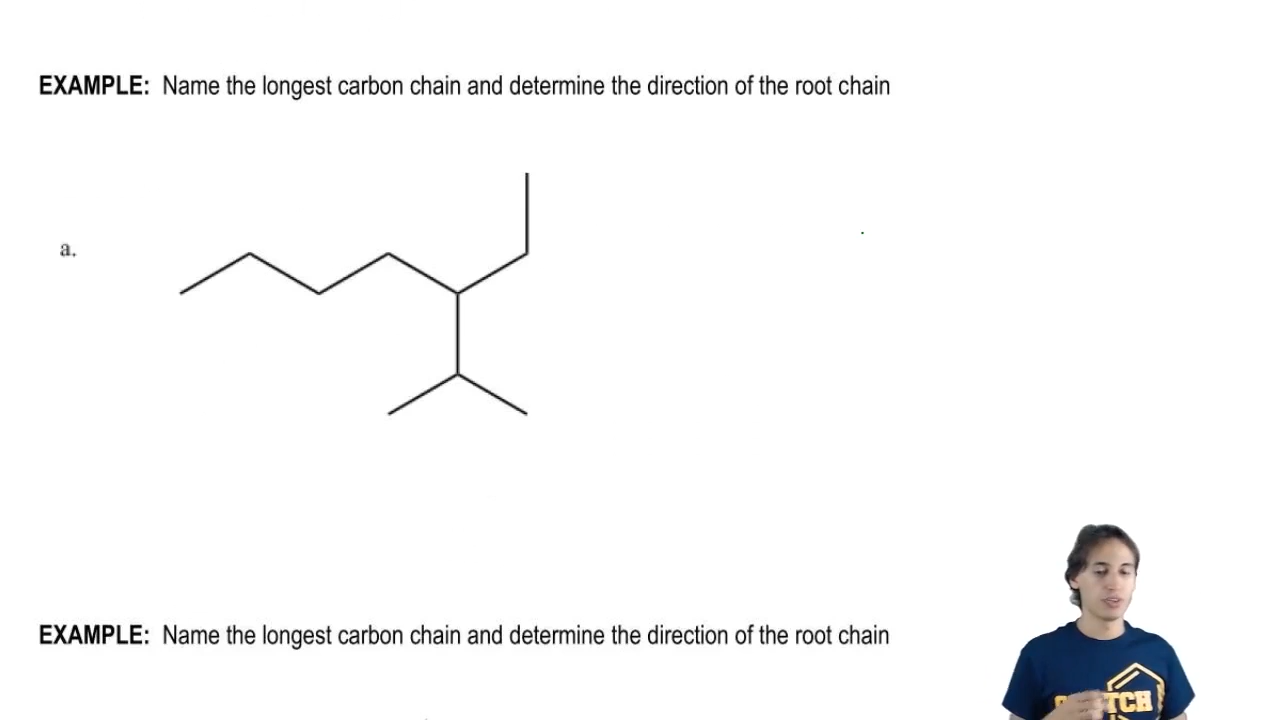 EXAMPLE: Name the longest carbon chain and determine the direction of the root chain
a.
EXAMPLE: Name the longest carbon chain and determine the direction of the root chain